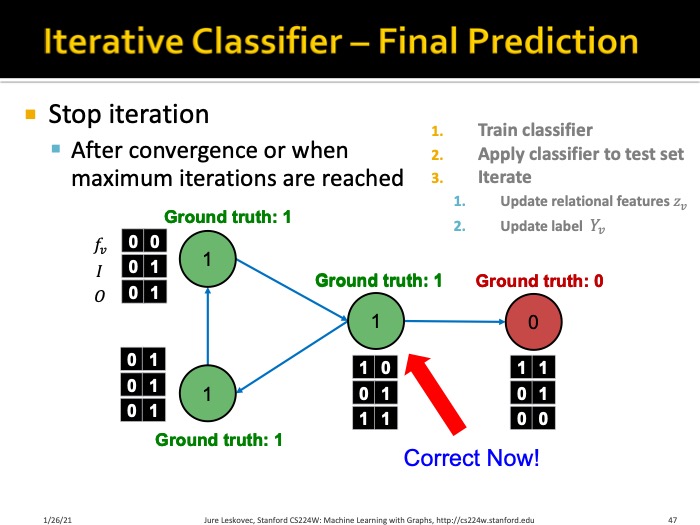 Iterative Classifier – Final Prediction
Stop iteration
After convergence or when
maximum iterations are reached
1. Train classifier
2. Apply classifier to test set
3. Iterate
1. Update relational features z_v
2. Update label Y_v
Ground truth: 1
f_v 0 0
I 0 1
O 0 1
1
Ground truth: 1
1
1 0
0 1
1 1
Ground truth: 0
0
1 1
0 1
0 0
0 1
0 1
0 1
1
Ground truth: 1
Correct Now!
1/26/21
Jure Leskovec, Stanford CS224W: Machine Learning with Graphs, http://cs224w.stanford.edu
47